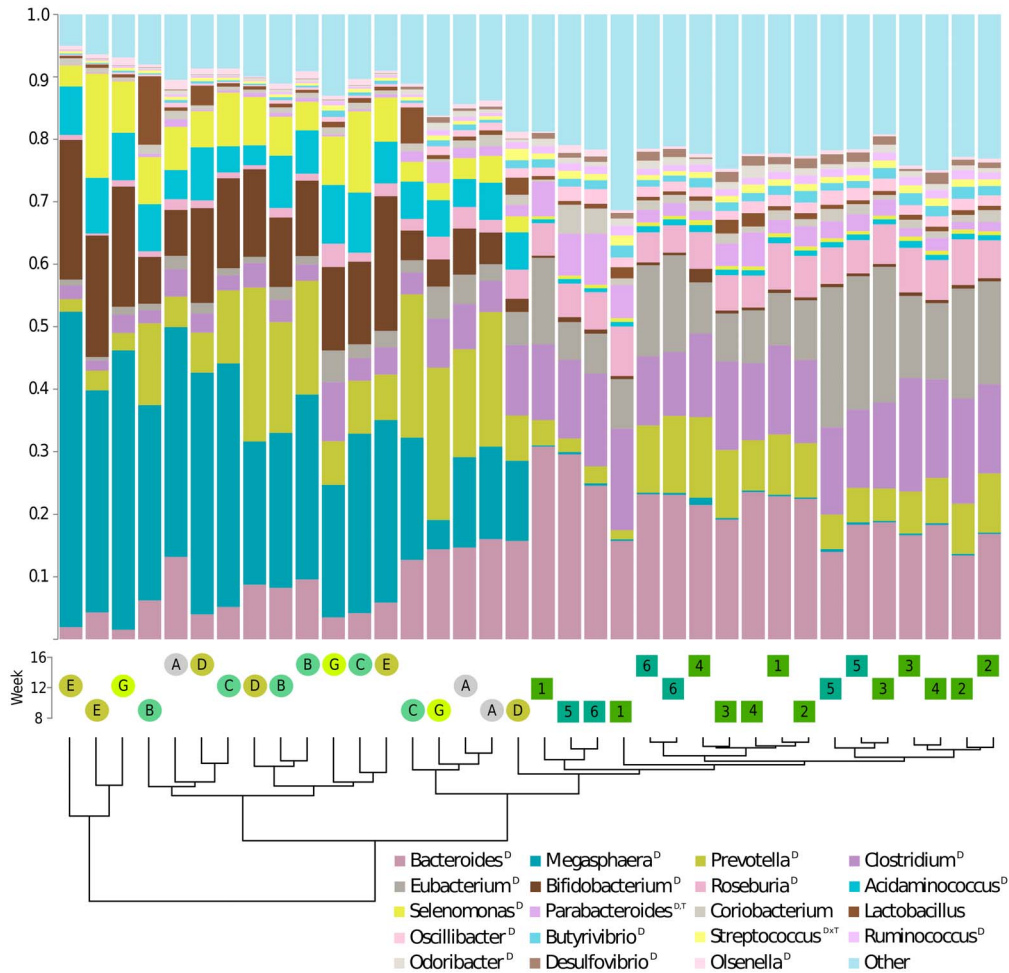 1.0
0.9
0.8
0.7
0.6
0.5
0.4
0.3
0.2
0.1
Week
16
A D B G C E 6 4 1 5 3 2
12
E G C D B A 1 6 5 3 4
8
E B C G A D 5 6 1 3 4 2 2
Bacteroides D Megasphaera D Prevotella D Clostridium D
Eubacterium D Bifidobacterium D Roseburia D Acidaminococcus D
Selenomonas D Parabacteroides D,T Coriobacterium Lactobacillus
Oscillibacter D Butyrivibrio D Streptococcus DxT Ruminococcus D
Odoribacter D Desulfovibrio D Olsenella D Other